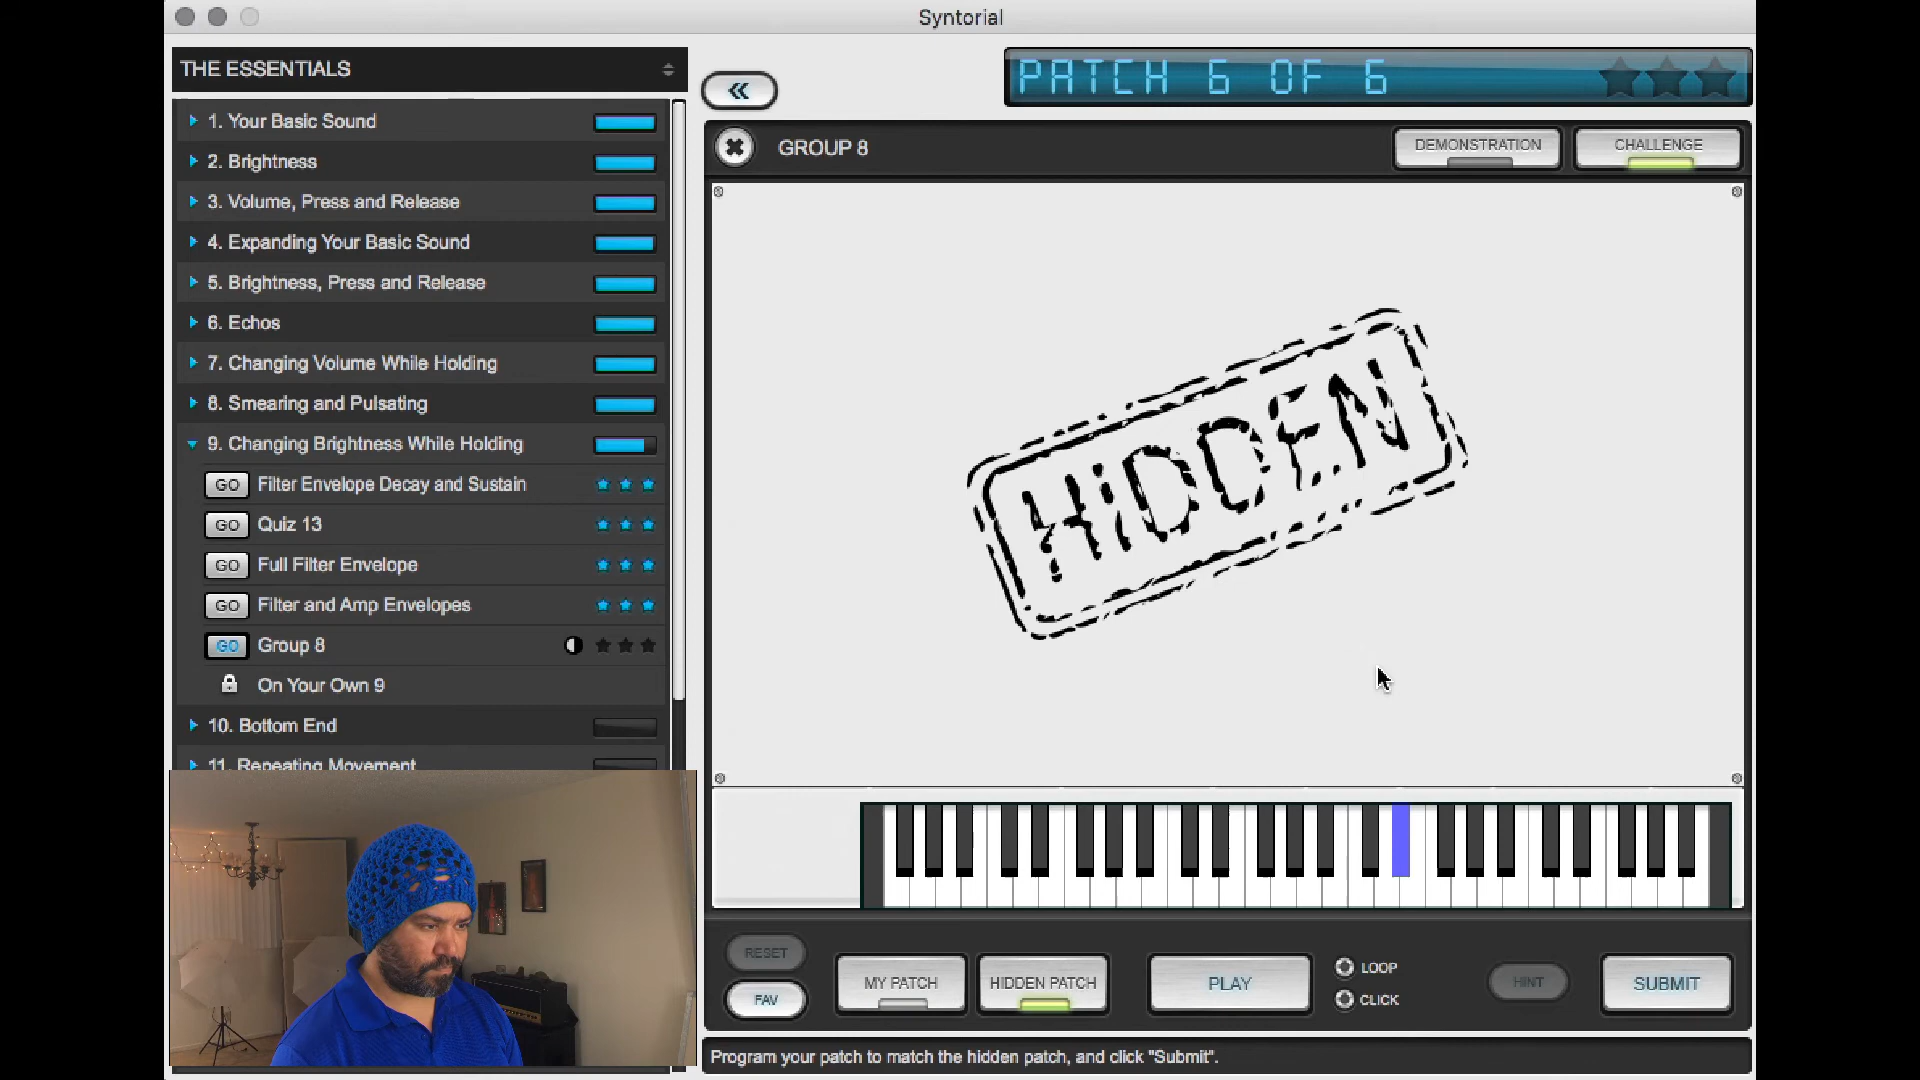 Syntorial
THE ESSENTIALS
1. Your Basic Sound
2. Brightness
3. Volume, Press and Release
4. Expanding Your Basic Sound
5. Brightness, Press and Release
6. Echos
7. Changing Volume While Holding
8. Smearing and Pulsating
9. Changing Brightness While Holding
GO Filter Envelope Decay and Sustain
GO Quiz 13
GO Full Filter Envelope
GO Filter and Amp Envelopes
GO Group 8
On Your Own 9
10. Bottom End
11. Repeating Movement
PATCH 6 OF 6
GROUP 8
DEMONSTRATION
CHALLENGE
HiDDEN
RESET
FAV
MY PATCH
HIDDEN PATCH
PLAY
LOOP
CLICK
HINT
SUBMIT
Program your patch to match the hidden patch, and click "Submit".